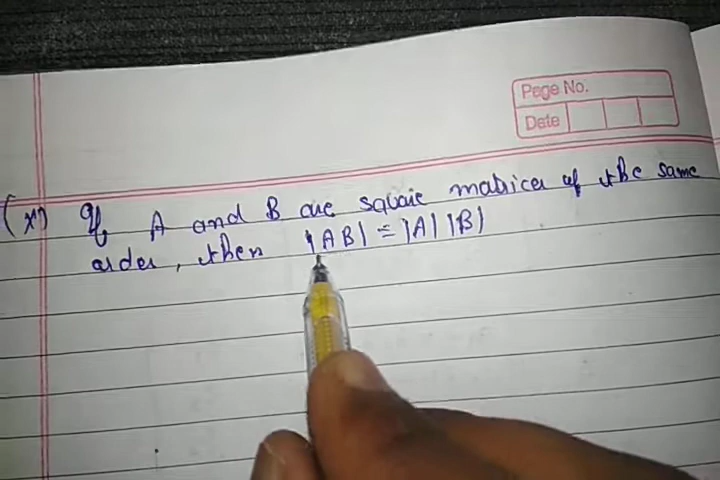 Page No.
Date
(x) If A and B are square matrices of the same
order, then |AB| = |A| |B|